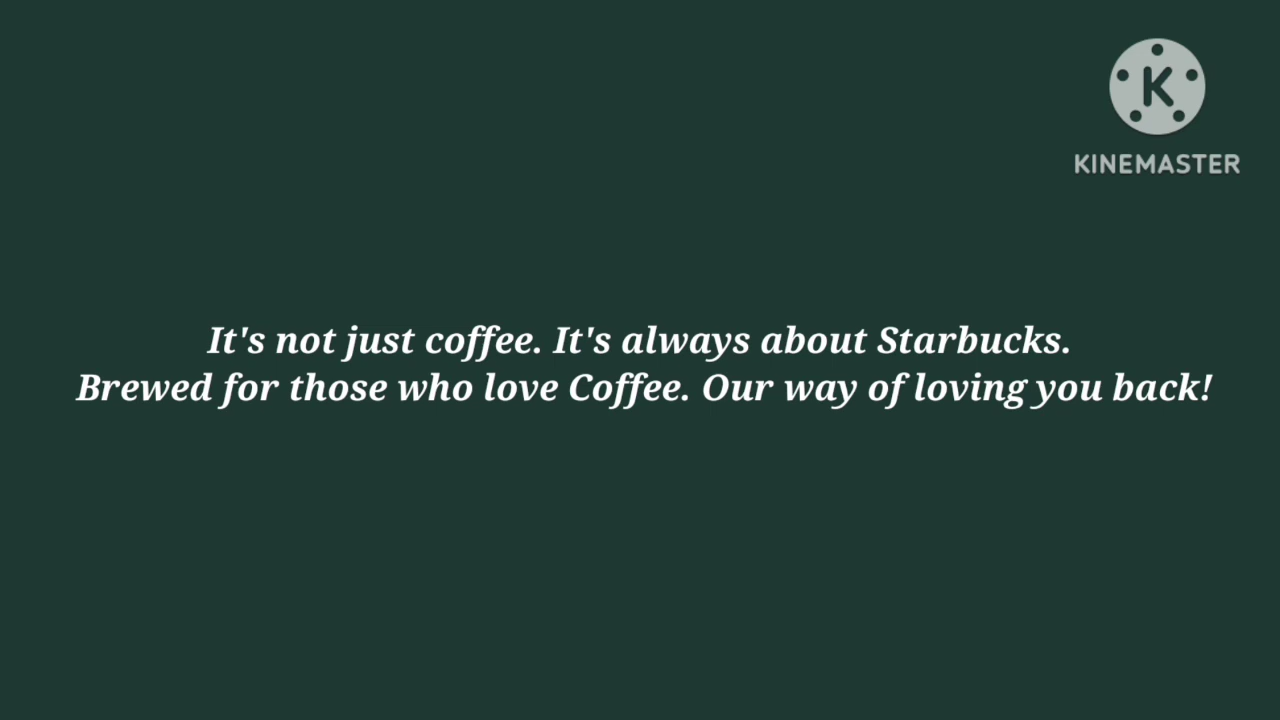 K
KINEMASTER
It's not just coffee. It's always about Starbucks.
Brewed for those who love Coffee. Our way of loving you back!